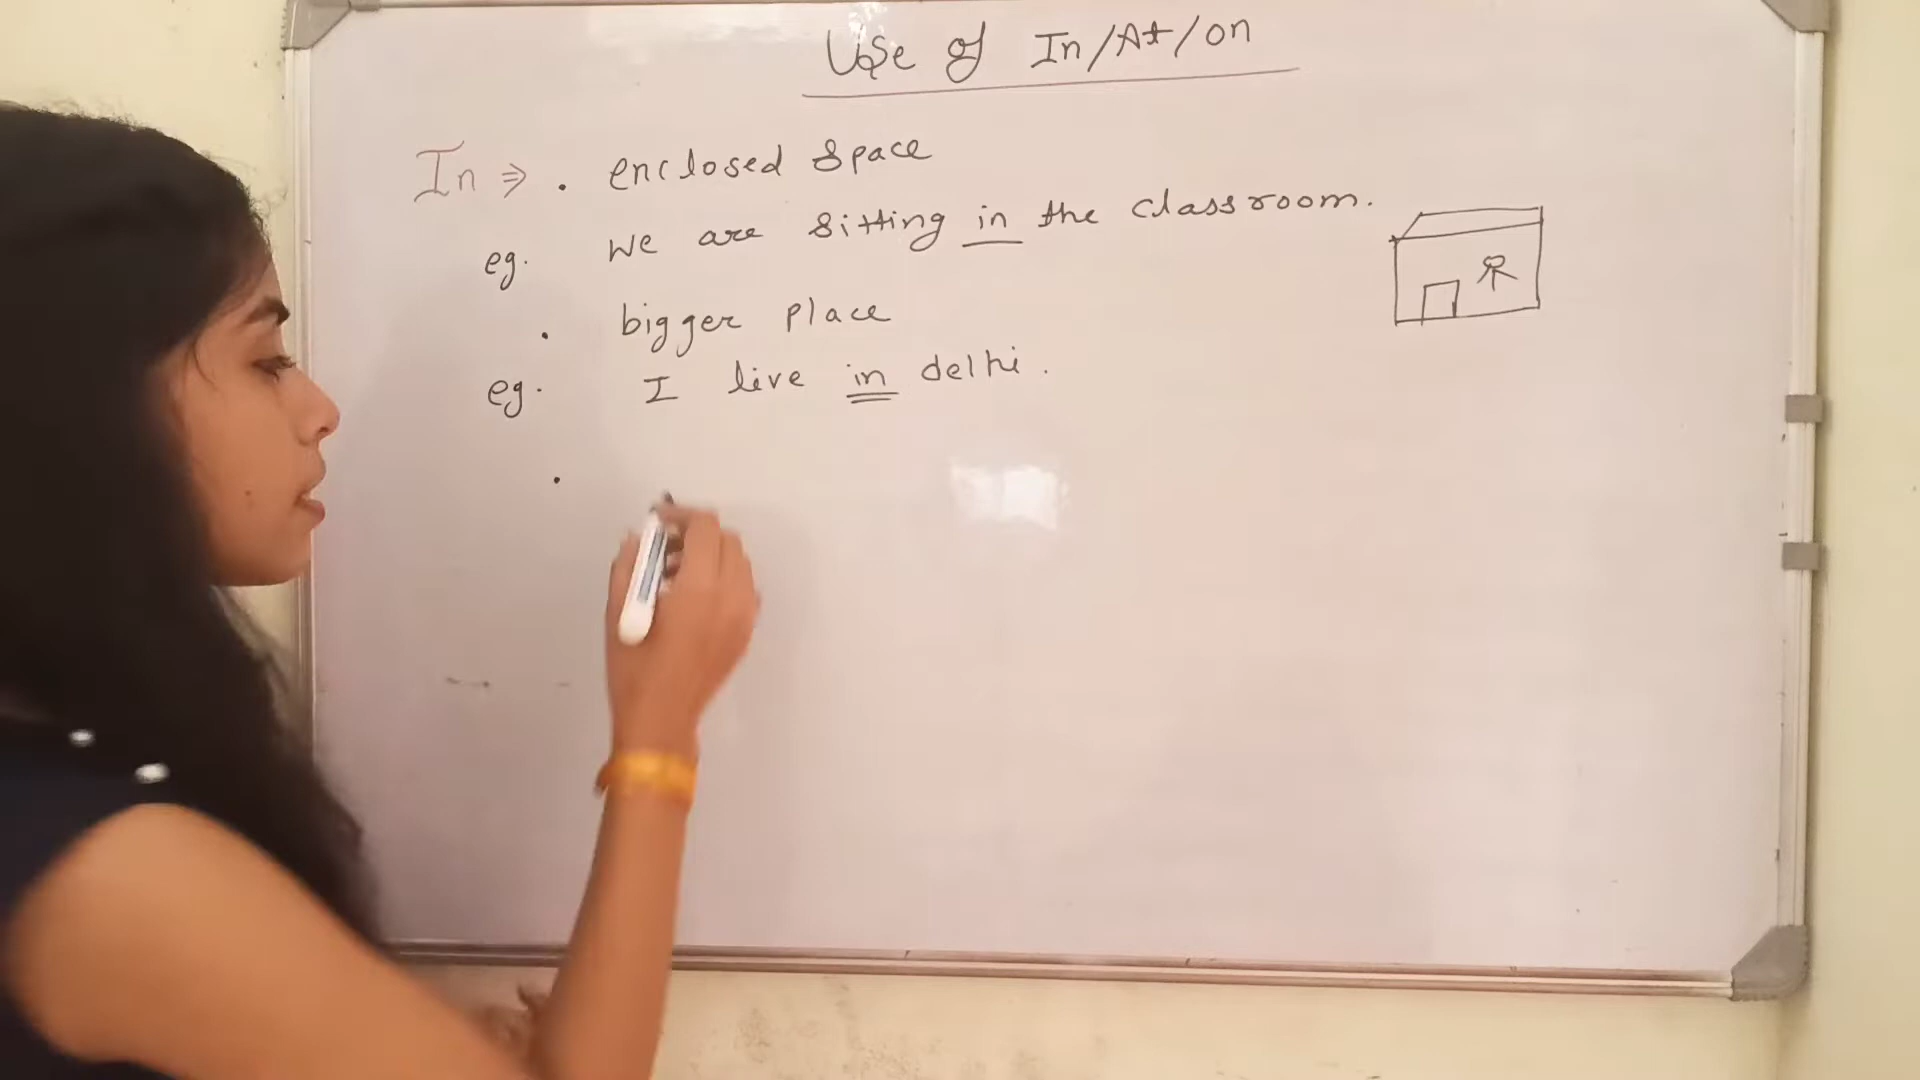 Use of In/At/on
In ⇒ . enclosed space
eg. We are sitting in the classroom.
. bigger place
eg. I live in delhi.
.